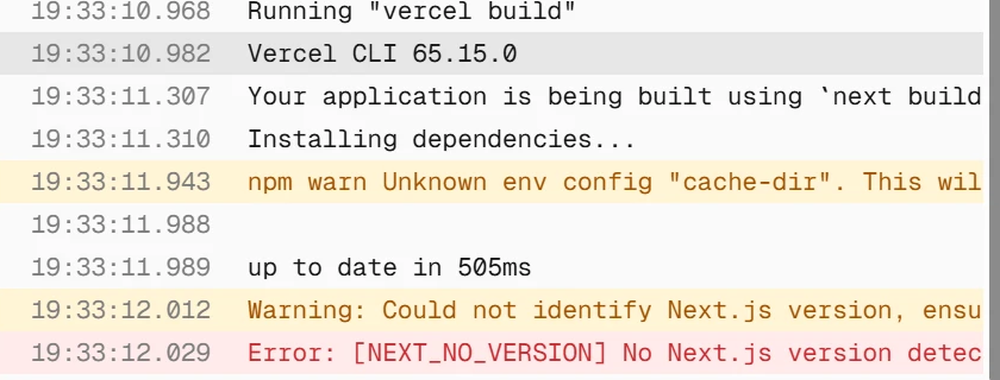 19:33:10.968 Running "vercel build"
19:33:10.982 Vercel CLI 65.15.0
19:33:11.307 Your application is being built using `next build
19:33:11.310 Installing dependencies...
19:33:11.943 npm warn Unknown env config "cache-dir". This wil
19:33:11.988
19:33:11.989 up to date in 505ms
19:33:12.012 Warning: Could not identify Next.js version, ensu
19:33:12.029 Error: [NEXT_NO_VERSION] No Next.js version detec